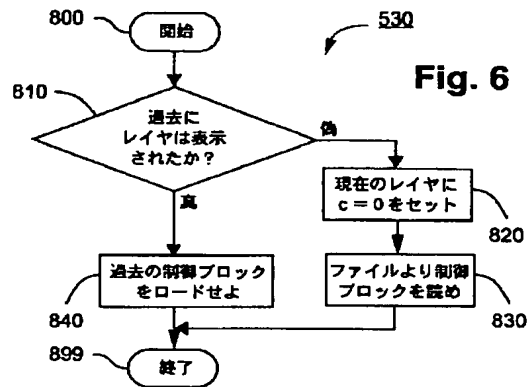 800
開始
530
Fig. 6
810
過去に
レイヤは表示
されたか？
偽
真
現在のレイヤに
c＝0をセット
820
過去の制御ブロック
をロードせよ
840
ファイルより制御
ブロックを読め
830
899
終了